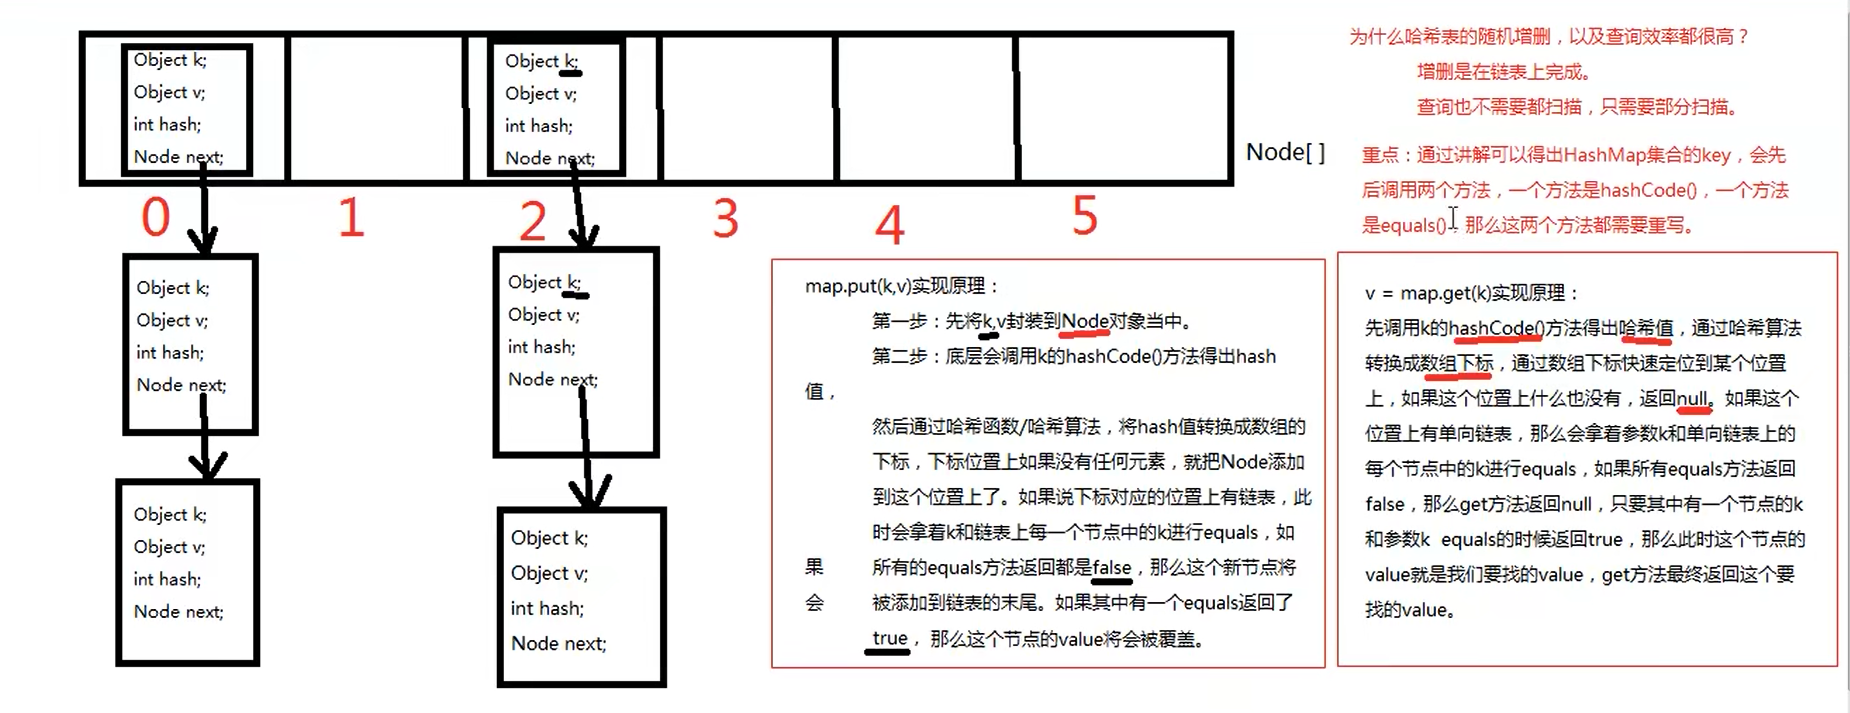 Object k;
Object v;
int hash;
Node next;
Object k;
Object v;
int hash;
Node next;
Node[ ]
0
1
2
3
4
5
Object k;
Object v;
int hash;
Node next;
Object k;
Object v;
int hash;
Node next;
Object k;
Object v;
int hash;
Node next;
Object k;
Object v;
int hash;
Node next;
为什么哈希表的随机增删，以及查询效率都很高？
增删是在链表上完成。
查询也不需要都扫描，只需要部分扫描。
重点：通过讲解可以得出HashMap集合的key，会先
后调用两个方法，一个方法是hashCode()，一个方法
是equals()，那么这两个方法都需要重写。
map.put(k,v)实现原理：
第一步：先将k,v封装到Node对象当中。
第二步：底层会调用k的hashCode()方法得出hash
值，
然后通过哈希函数/哈希算法，将hash值转换成数组的
下标，下标位置上如果没有任何元素，就把Node添加
到这个位置上了。如果说下标对应的位置上有链表，此
时会拿着k和链表上每一个节点中的k进行equals，如
果 所有的equals方法返回都是false，那么这个新节点将
会 被添加到链表的末尾。如果其中有一个equals返回了
true，那么这个节点的value将会被覆盖。
v = map.get(k)实现原理：
先调用k的hashCode()方法得出哈希值，通过哈希算法
转换成数组下标，通过数组下标快速定位到某个位置
上，如果这个位置上什么也没有，返回null。如果这个
位置上有单向链表，那么会拿着参数k和单向链表上的
每个节点中的k进行equals，如果所有equals方法返回
false，那么get方法返回null，只要其中有一个节点的k
和参数k equals的时候返回true，那么此时这个节点的
value就是我们要找的value，get方法最终返回这个要
找的value。